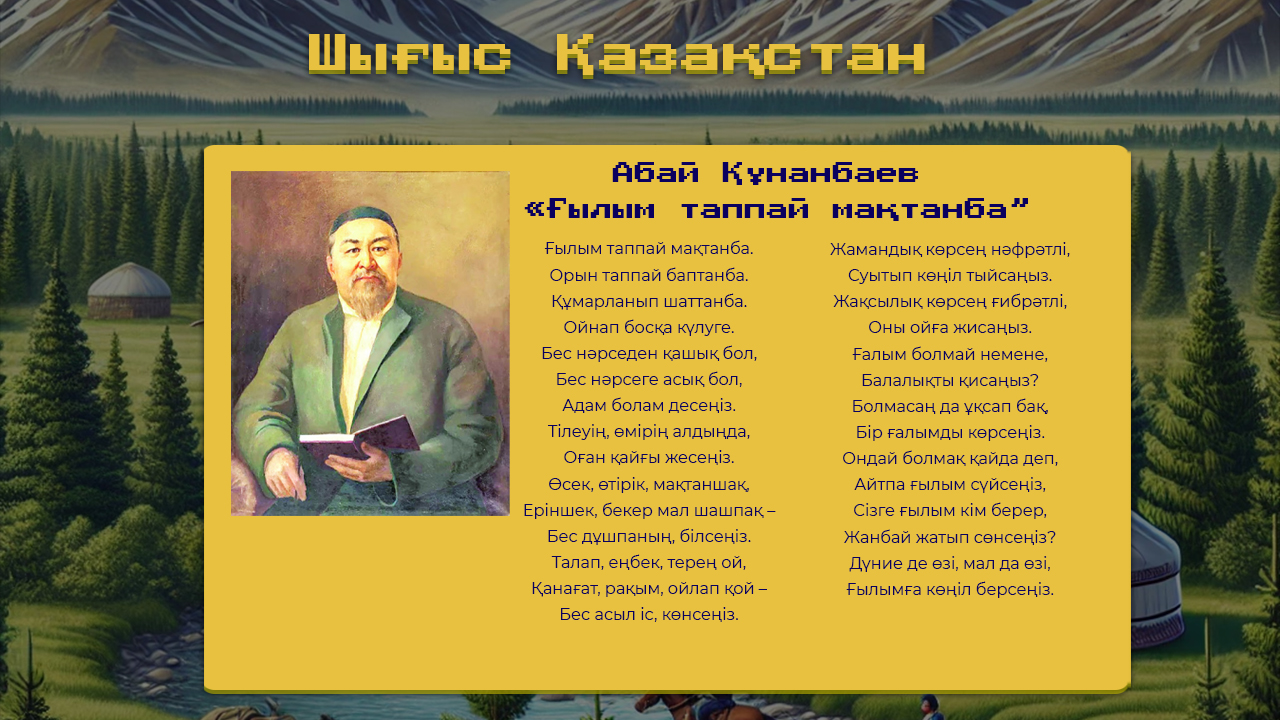 Шығыс Қазақстан
Абай Құнанбаев
«Ғылым таппай мақтанба”
Ғылым таппай мақтанба.
Орын таппай баптанба.
Құмарланып шаттанба.
Ойнап босқа күлуге.
Бес нәрседен қашық бол,
Бес нәрсеге асық бол,
Адам болам десеңіз.
Тілеуің, өмірің алдыңда,
Оған қайғы жесеңіз.
Өсек, өтірік, мақтаншақ,
Еріншек, бекер мал шашпақ –
Бес дұшпаның, білсеңіз.
Талап, еңбек, терең ой,
Қанағат, рақым, ойлап қой –
Бес асыл іс, көнсеңіз.
Жамандық көрсең нәфрәтлі,
Суытып көңіл тыйсаңыз.
Жақсылық көрсең ғибрәтлі,
Оны ойға жисаңыз.
Ғалым болмай немене,
Балалықты қисаңыз?
Болмасаң да ұқсап бақ,
Бір ғалымды көрсеңіз.
Ондай болмақ қайда деп,
Айтпа ғылым сүйсеңіз,
Сізге ғылым кім берер,
Жанбай жатып сөнсеңіз?
Дүние де өзі, мал да өзі,
Ғылымға көңіл берсеңіз.